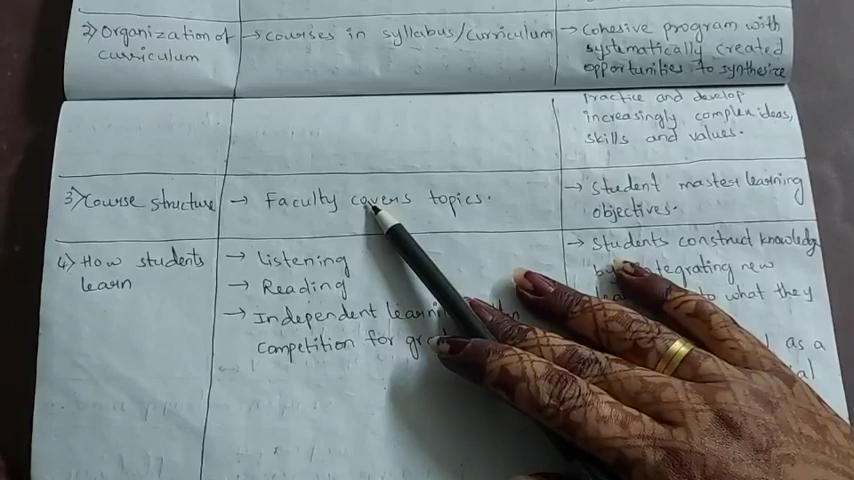 2) Organization of
curriculum
→ courses in syllabus/curriculum
→ cohesive program with
systematically created
opportunities to synthesize
Practice and develop
increasingly complex ideas,
skills and values.
3) Course structure
→ Faculty covers topics.
→ Student master learning
objectives.
4) How students
learn
→ Listening
→ Reading
→ Independent
competition for
→ Students construct knowledge
by integrating new
to what they
as a